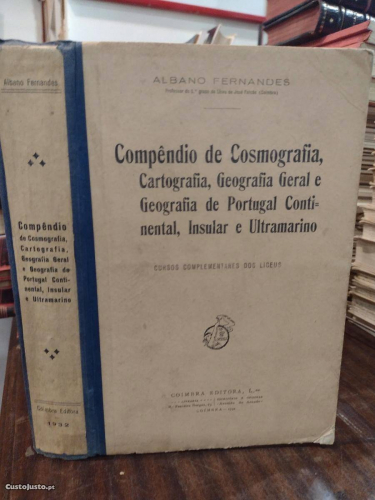 Albano Fernandes
Compêndio
de Cosmografia,
Cartografia,
Geografia Geral
e Geografia de
Portugal Conti-
nental, Insular
e Ultramarino
Coimbra Editora
1932
ALBANO FERNANDES
Compêndio de Cosmografia,
Cartografia, Geografia Geral e
Geografia de Portugal Conti-
nental, Insular e Ultramarino
CURSOS COMPLEMENTARES DOS LICEUS
COIMBRA EDITORA, L.DA
CustoJusto.pt